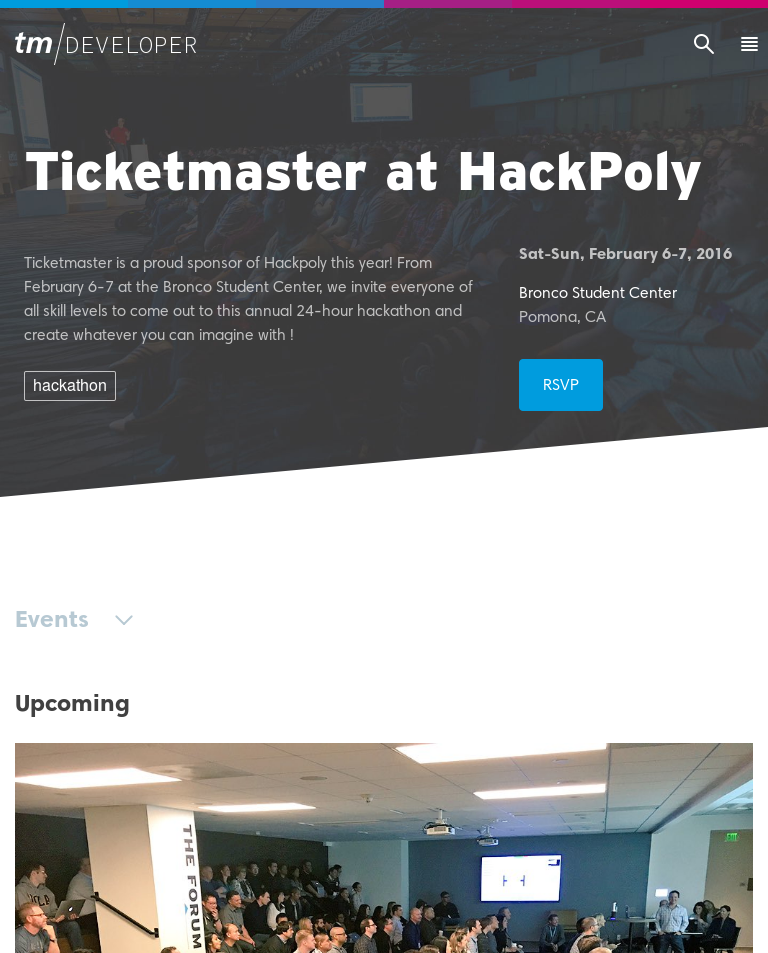 tm/DEVELOPER
Ticketmaster at HackPoly
Ticketmaster is a proud sponsor of Hackpoly this year! From
February 6-7 at the Bronco Student Center, we invite everyone of
all skill levels to come out to this annual 24-hour hackathon and
create whatever you can imagine with !
hackathon
Sat-Sun, February 6-7, 2016
Bronco Student Center
Pomona, CA
RSVP
Events
Upcoming
THE FORUM
EXIT